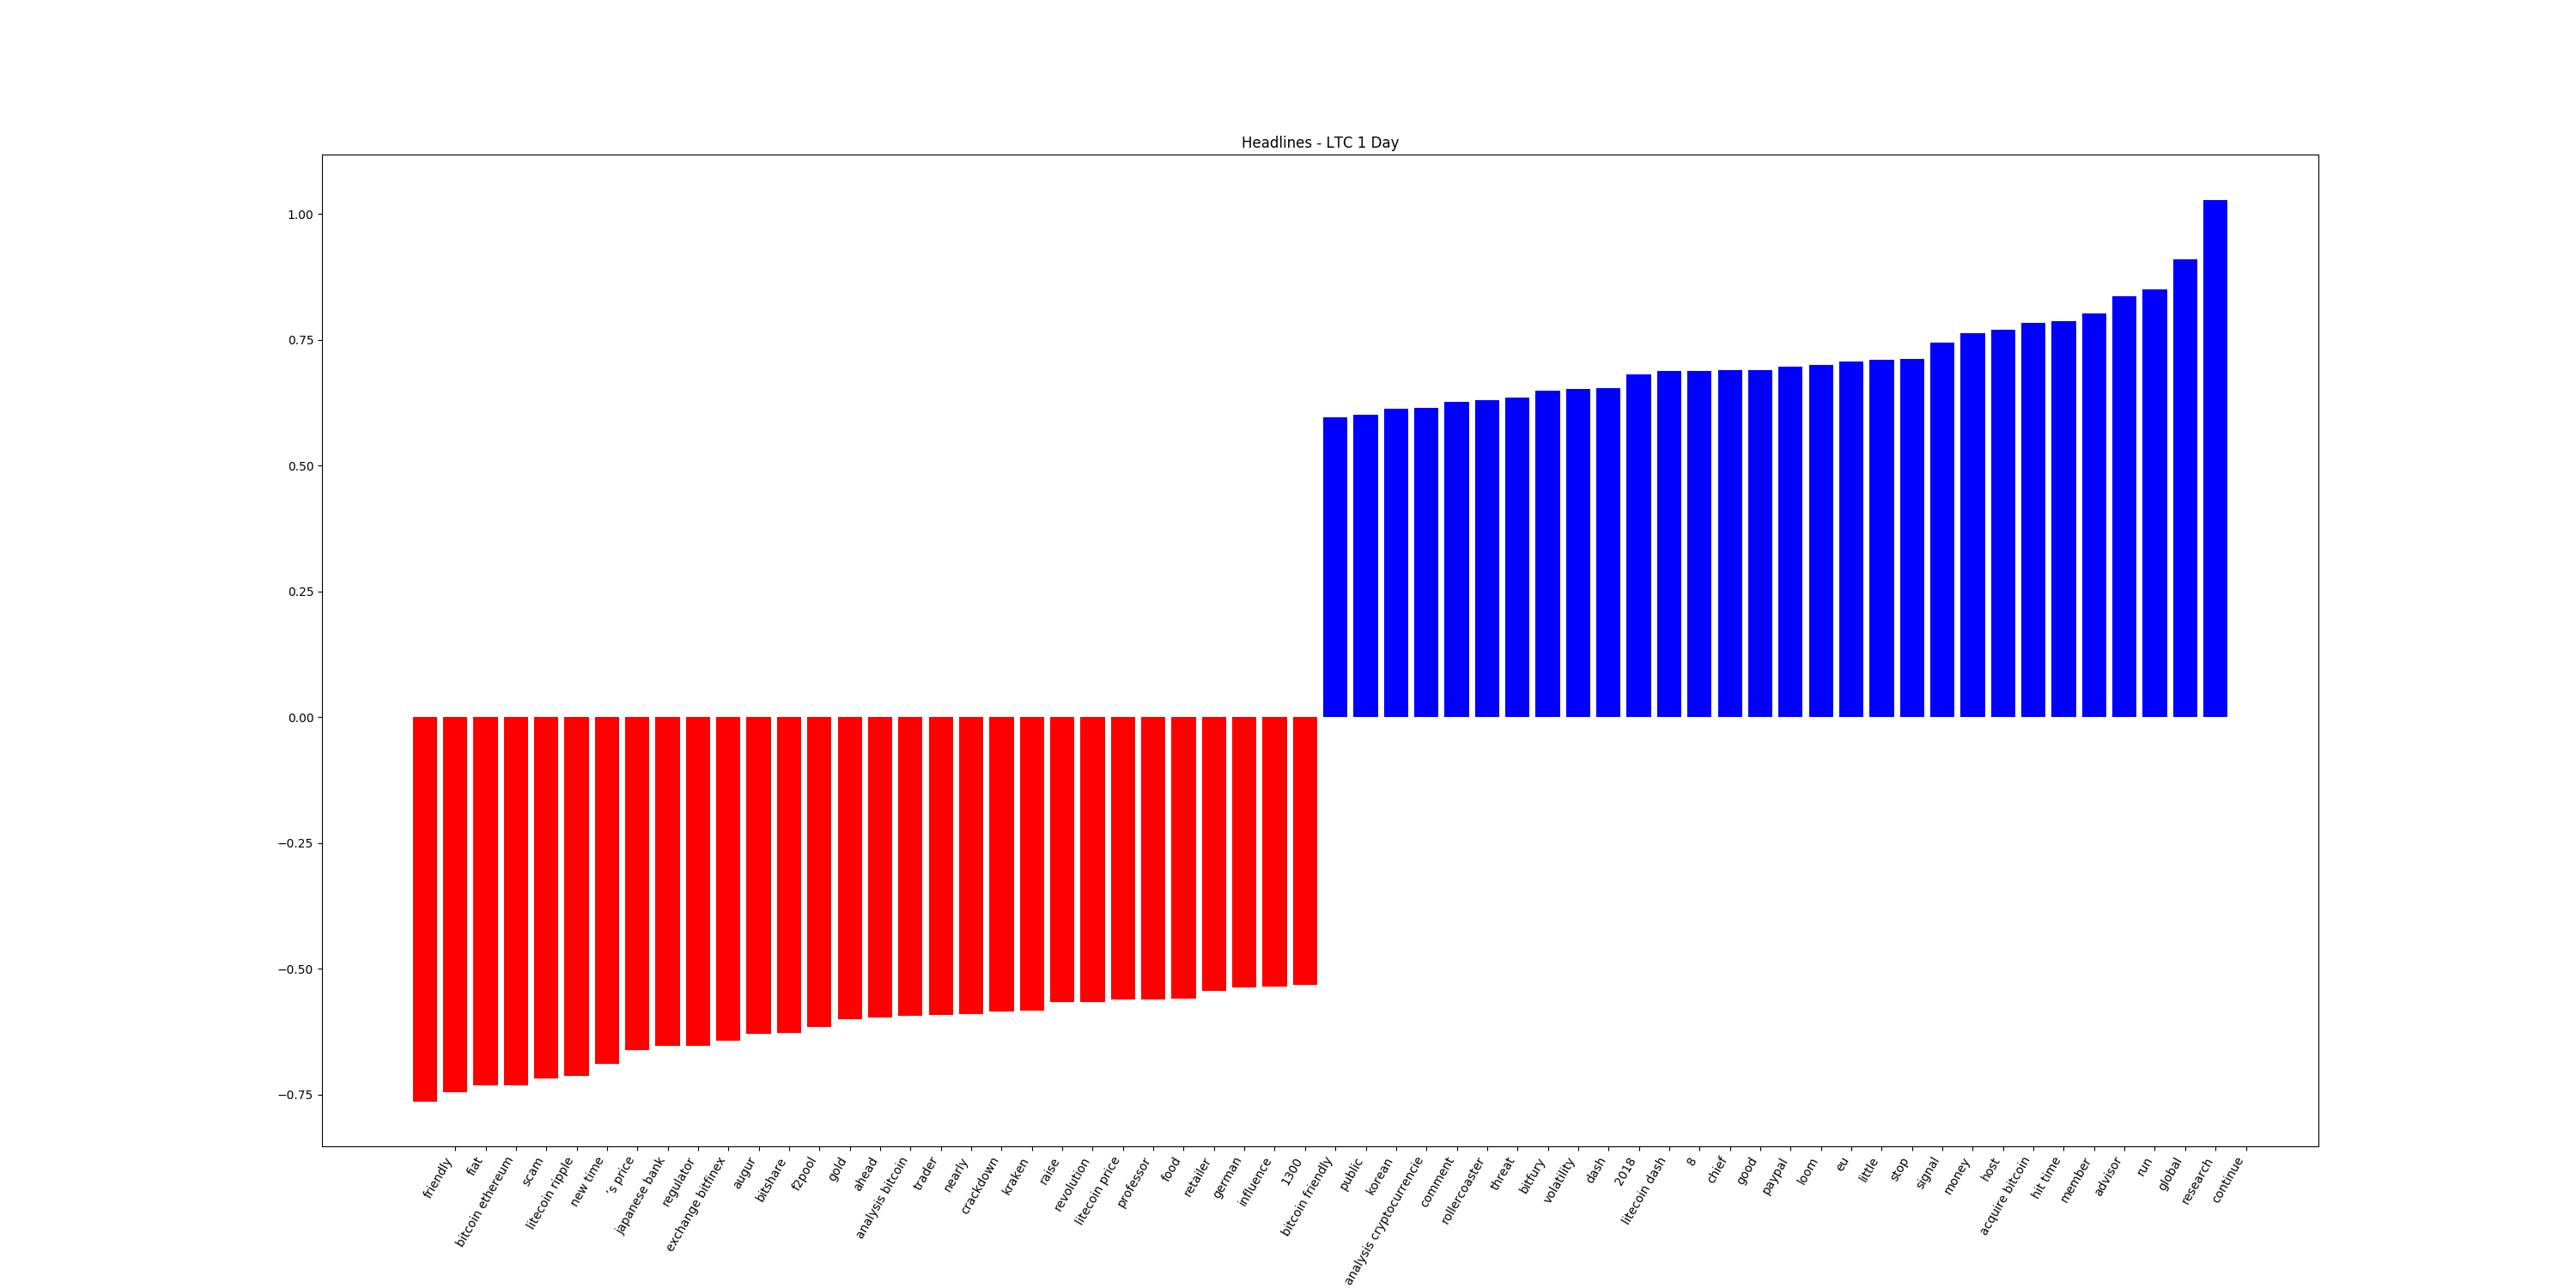 Headlines - LTC 1 Day
1.00
0.75
0.50
0.25
0.00
−0.25
−0.50
−0.75
friendly
fiat
bitcoin ethereum
scam
litecoin ripple
new time
's price
japanese bank
regulator
exchange bitfinex
augur
bitshare
f2pool
gold
ahead
analysis bitcoin
trader
nearly
crackdown
kraken
raise
revolution
litecoin price
professor
food
retailer
german
influence
1300
bitcoin friendly
public
korean
analysis cryptocurrencie
comment
rollercoaster
threat
bitfury
volatility
dash
2018
litecoin dash
8
chief
good
paypal
loom
eu
little
stop
signal
money
host
acquire bitcoin
hit time
member
advisor
run
global
research
continue